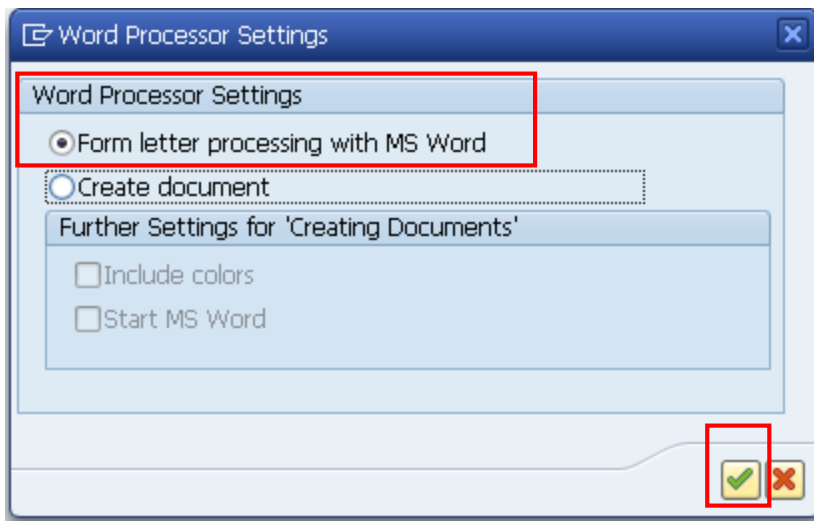 Word Processor Settings
Word Processor Settings
Form letter processing with MS Word
Create document
Further Settings for 'Creating Documents'
Include colors
Start MS Word